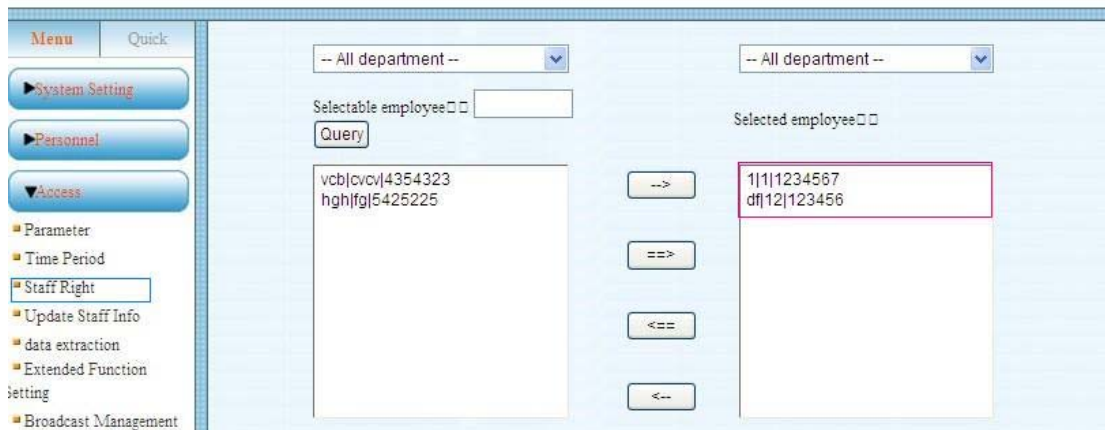 Menu
Quick
▶System Setting
▶Personnel
▼Access
Parameter
Time Period
Staff Right
Update Staff Info
data extraction
Extended Function
Setting
Broadcast Management
-- All department --
Selectable employee□□
Query
vcb|cvcv|4354323
hgh|fg|5425225
-->
==>
<==
<--
-- All department --
Selected employee□□
1|1|1234567
df|12|123456